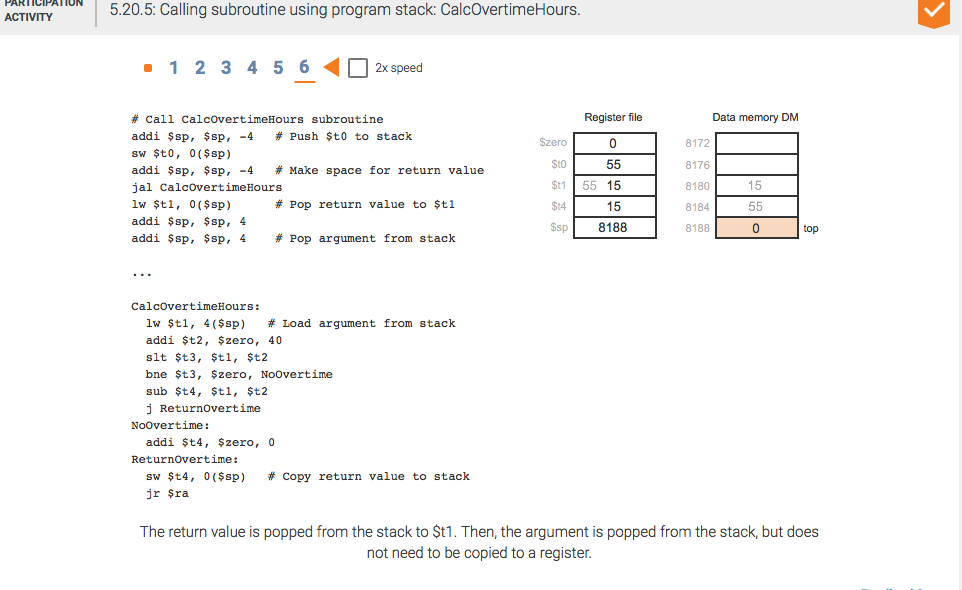 PARTICIPATION
ACTIVITY
5.20.5: Calling subroutine using program stack: CalcOvertimeHours.
1 2 3 4 5 6 2x speed
# Call CalcOvertimeHours subroutine
addi $sp, $sp, -4 # Push $t0 to stack
sw $t0, 0($sp)
addi $sp, $sp, -4 # Make space for return value
jal CalcOvertimeHours
lw $t1, 0($sp) # Pop return value to $t1
addi $sp, $sp, 4
addi $sp, $sp, 4 # Pop argument from stack
...
CalcOvertimeHours:
lw $t1, 4($sp) # Load argument from stack
addi $t2, $zero, 40
slt $t3, $t1, $t2
bne $t3, $zero, NoOvertime
sub $t4, $t1, $t2
j ReturnOvertime
NoOvertime:
addi $t4, $zero, 0
ReturnOvertime:
sw $t4, 0($sp) # Copy return value to stack
jr $ra
Register file
$zero 0
$t0 55
$t1 55 15
$t4 15
$sp 8188
Data memory DM
8172
8176
8180 15
8184 55
8188 0 top
The return value is popped from the stack to $t1. Then, the argument is popped from the stack, but does
not need to be copied to a register.